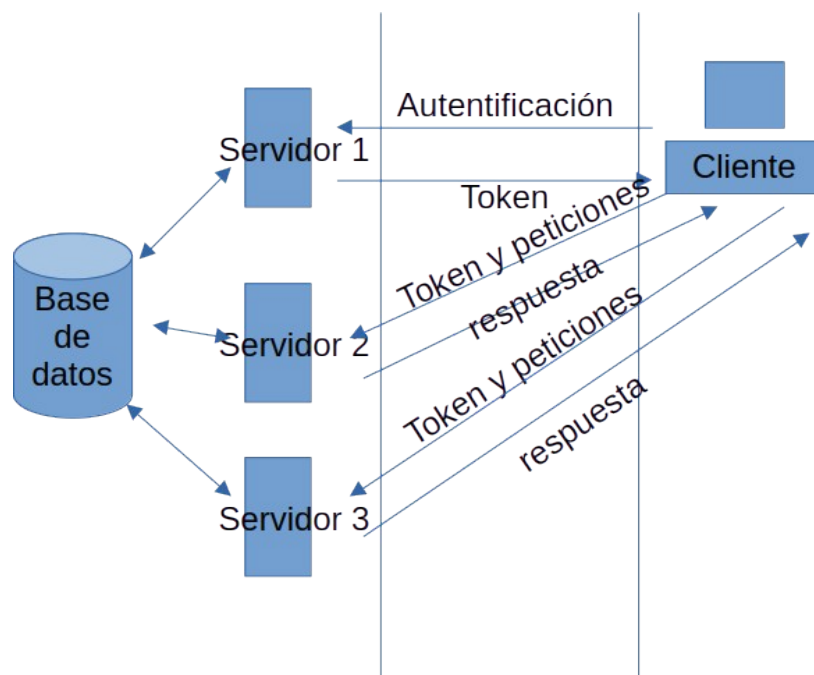 Autentificación
Servidor 1
Cliente
Token
Token y peticiones
respuesta
Base
de
datos
Servidor 2
Token y peticiones
respuesta
Servidor 3